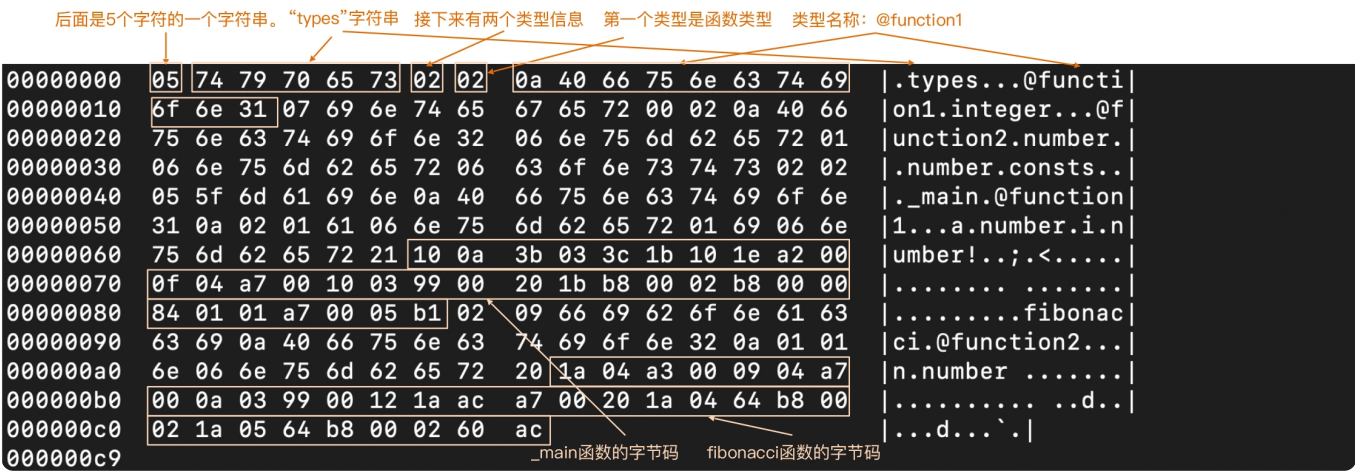 后面是5个字符的一个字符串。 “types”字符串 接下来有两个类型信息 第一个类型是函数类型 类型名称：@function1
00000000 05 74 79 70 65 73 02 02 0a 40 66 75 6e 63 74 69 |.types...@functi|
00000010 6f 6e 31 07 69 6e 74 65 67 65 72 00 02 0a 40 66 |on1.integer...@f|
00000020 75 6e 63 74 69 6f 6e 32 06 6e 75 6d 62 65 72 01 |unction2.number.|
00000030 06 6e 75 6d 62 65 72 06 63 6f 6e 73 74 73 02 02 |.number.consts..|
00000040 05 5f 6d 61 69 6e 0a 40 66 75 6e 63 74 69 6f 6e |._main.@function|
00000050 31 0a 02 01 61 06 6e 75 6d 62 65 72 01 69 06 6e |1...a.number.i.n|
00000060 75 6d 62 65 72 21 10 0a 3b 03 3c 1b 10 1e a2 00 |umber!..;.<.....|
00000070 0f 04 a7 00 10 03 99 00 20 1b b8 00 02 b8 00 00 |........ .......|
00000080 84 01 01 a7 00 05 b1 02 09 66 69 62 6f 6e 61 63 |.........fibonac|
00000090 63 69 0a 40 66 75 6e 63 74 69 6f 6e 32 0a 01 01 |ci.@function2...|
000000a0 6e 06 6e 75 6d 62 65 72 20 1a 04 a3 00 09 04 a7 |n.number .......|
000000b0 00 0a 03 99 00 12 1a ac a7 00 20 1a 04 64 b8 00 |.......... ..d..|
000000c0 02 1a 05 64 b8 00 02 60 ac |...d...`.|
_main函数的字节码 fibonacci函数的字节码
000000c9